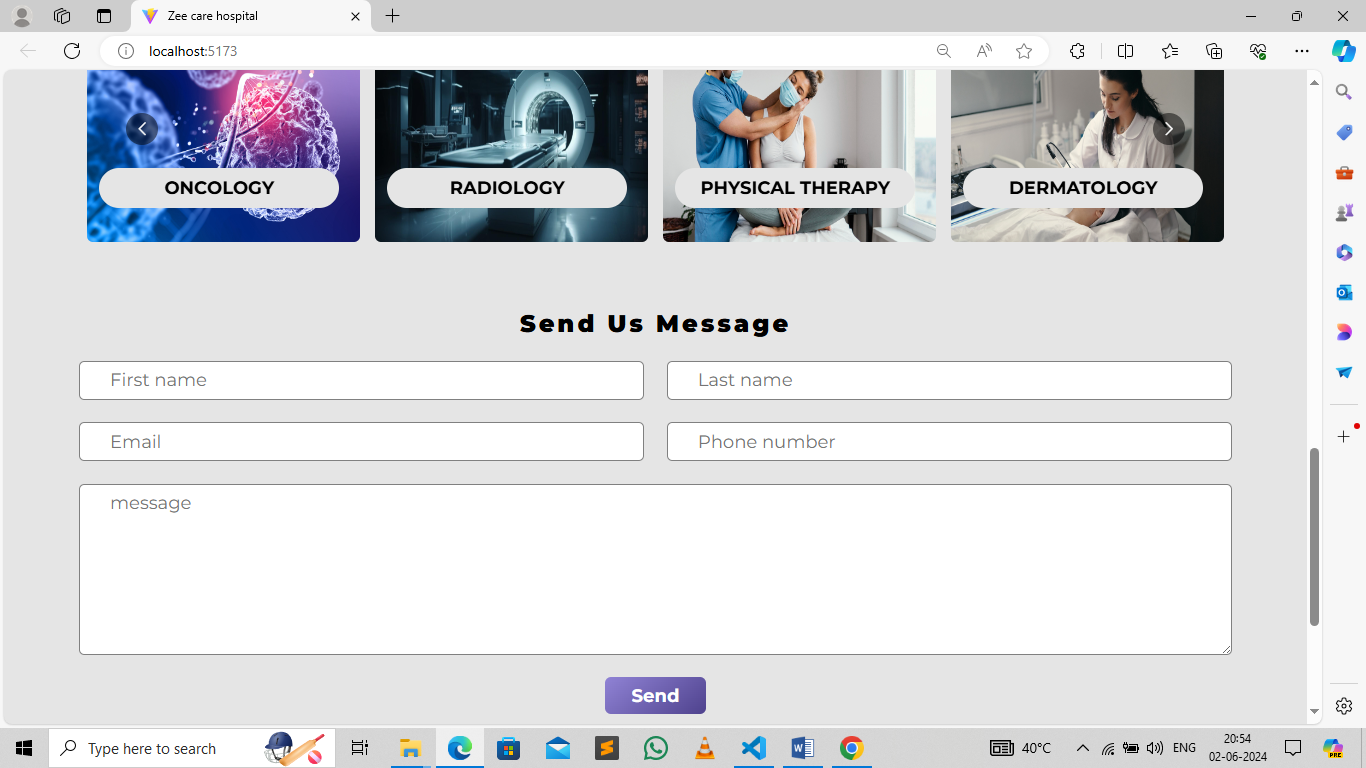 Zee care hospital
localhost:5173
ONCOLOGY
RADIOLOGY
PHYSICAL THERAPY
DERMATOLOGY
Send Us Message
First name
Last name
Email
Phone number
message
Send
Type here to search
40°C
ENG
20:54
02-06-2024
PRE